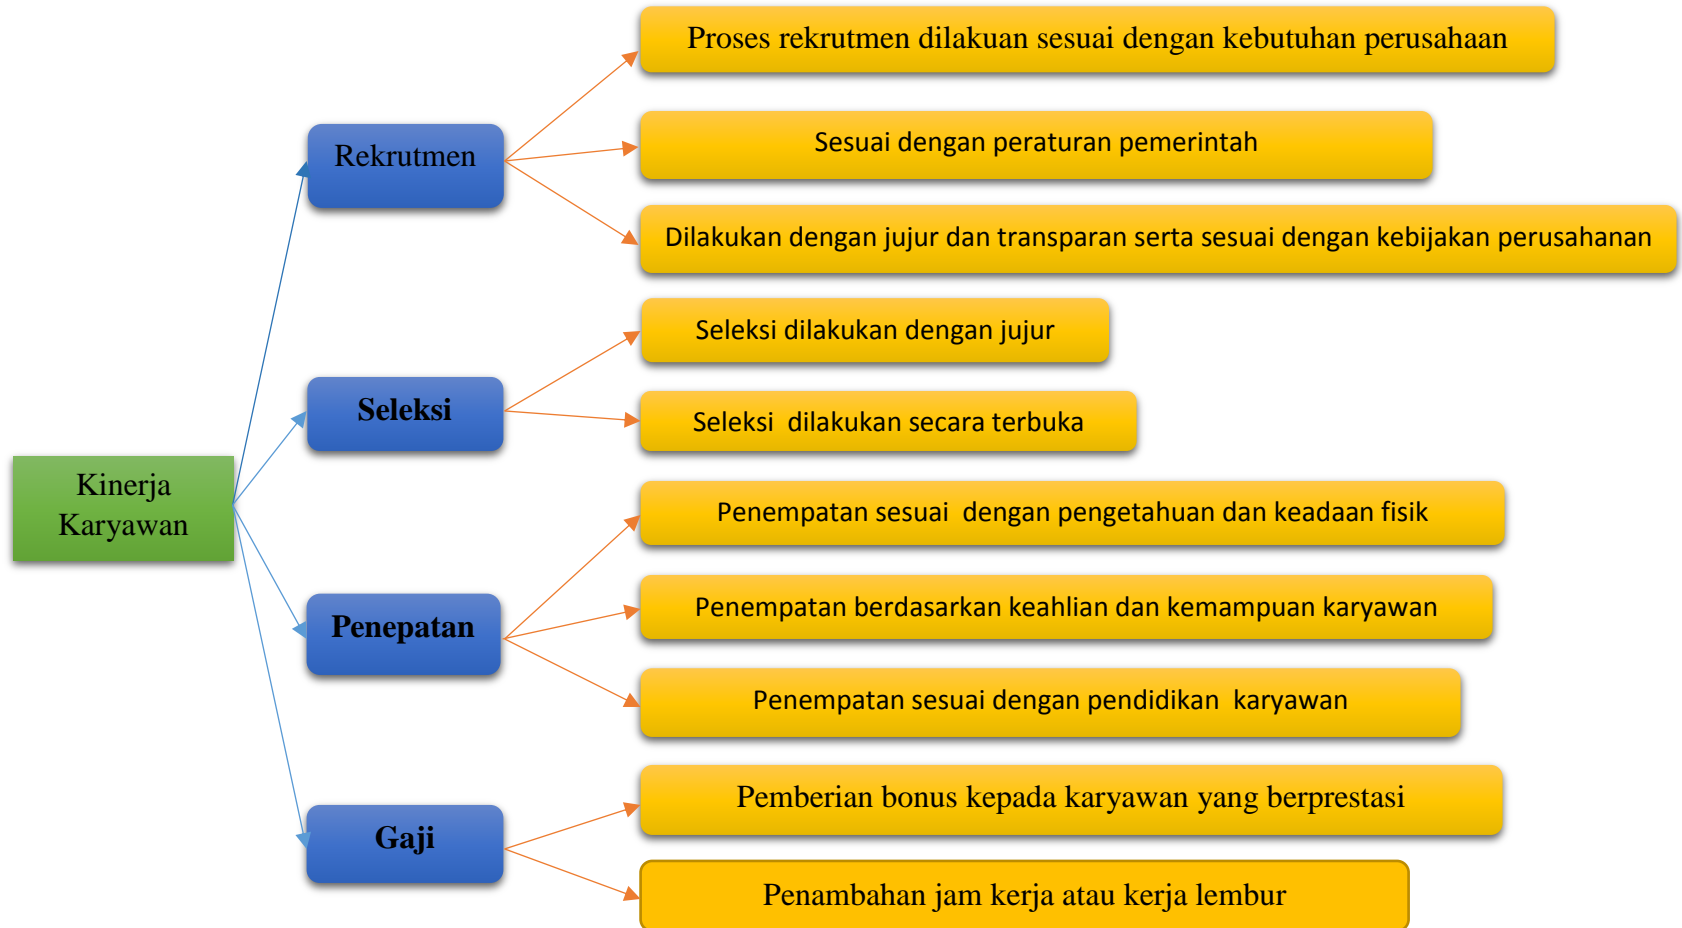 Kinerja
Karyawan
Rekrutmen
Proses rekrutmen dilakuan sesuai dengan kebutuhan perusahaan
Sesuai dengan peraturan pemerintah
Dilakukan dengan jujur dan transparan serta sesuai dengan kebijakan perusahanan
Seleksi
Seleksi dilakukan dengan jujur
Seleksi  dilakukan secara terbuka
Penepatan
Penempatan sesuai  dengan pengetahuan dan keadaan fisik
Penempatan berdasarkan keahlian dan kemampuan karyawan
Penempatan sesuai dengan pendidikan  karyawan
Gaji
Pemberian bonus kepada karyawan yang berprestasi
Penambahan jam kerja atau kerja lembur